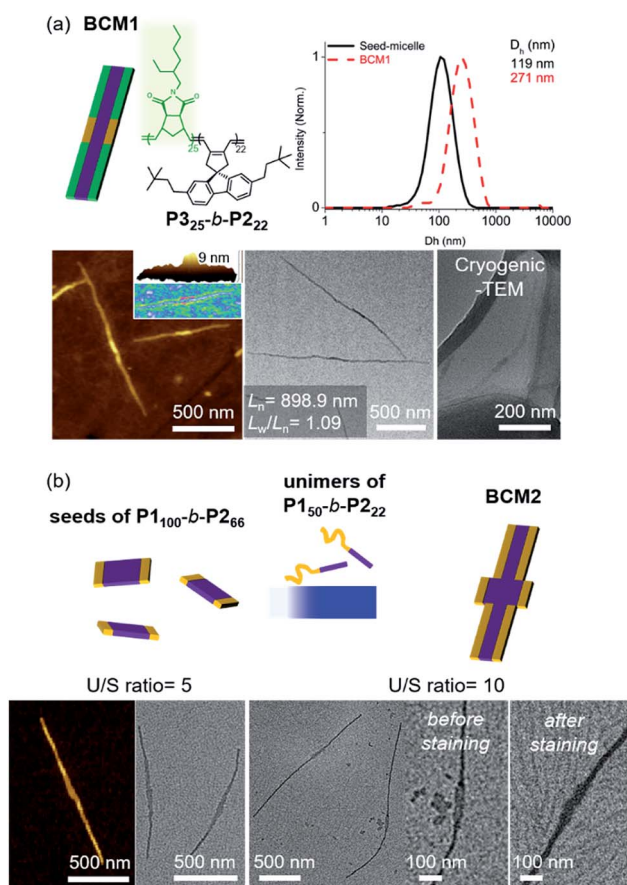 (a)
BCM1
N
O
O
25
22
P3₂₅-b-P2₂₂
Intensity (Norm.)
1
0
1
10
100
1000
10000
Dh (nm)
Seed-micelle
BCM1
Dₕ (nm)
119 nm
271 nm
9 nm
500 nm
Lₙ= 898.9 nm
L_w/Lₙ = 1.09
500 nm
Cryogenic
-TEM
200 nm
(b)
seeds of P1₁₀₀-b-P2₆₆
unimers of
P1₅₀-b-P2₂₂
BCM2
U/S ratio= 5
U/S ratio= 10
500 nm
500 nm
500 nm
before
staining
100 nm
after
staining
100 nm